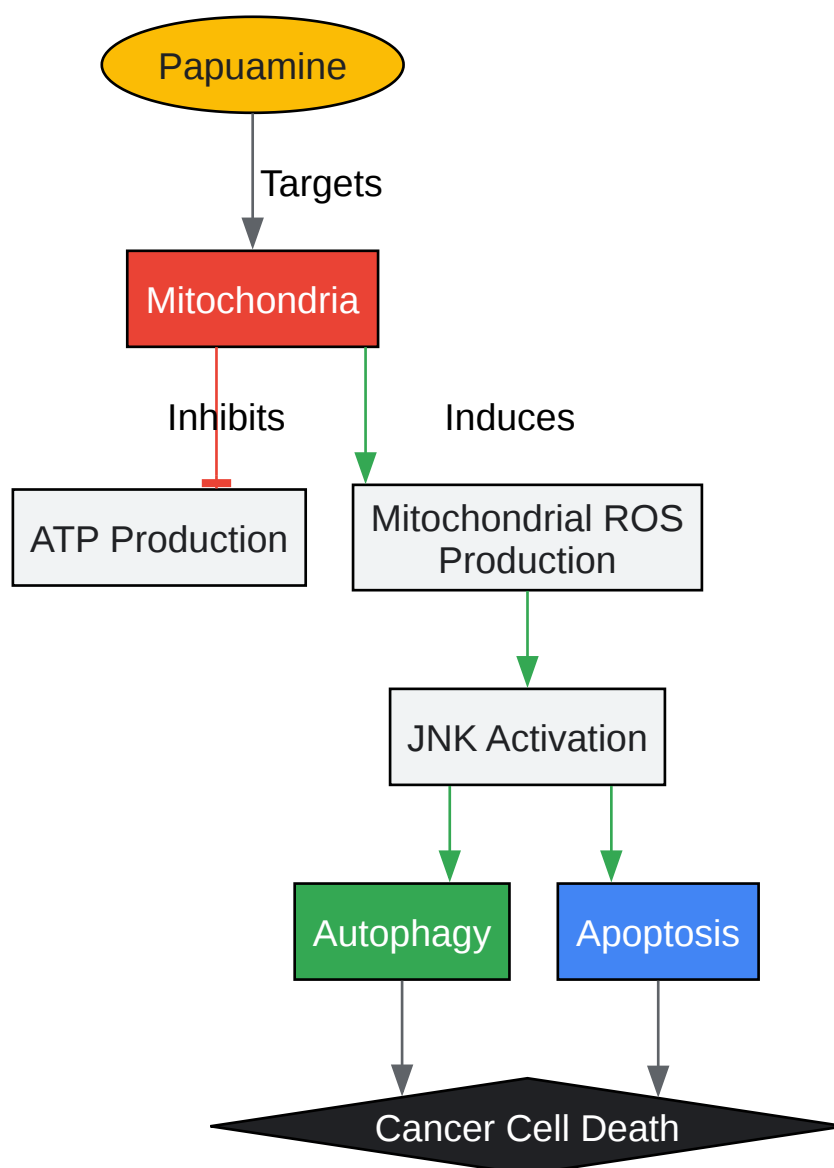 Papuamine
Targets
Mitochondria
Inhibits
Induces
ATP Production
Mitochondrial ROS
Production
JNK Activation
Autophagy
Apoptosis
Cancer Cell Death